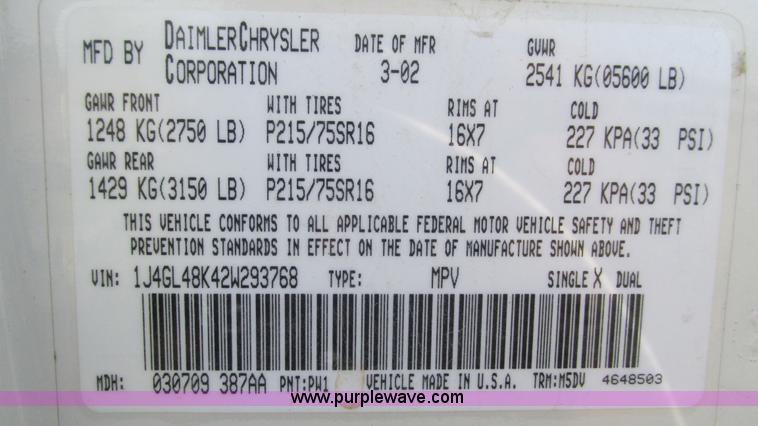 MFD BY DAIMLERCHRYSLER CORPORATION DATE OF MFR 3-02 GVWR 2541 KG(05600 LB)
GAWR FRONT WITH TIRES RIMS AT COLD
1248 KG(2750 LB) P215/75SR16 16X7 227 KPA(33 PSI)
GAWR REAR WITH TIRES RIMS AT COLD
1429 KG(3150 LB) P215/75SR16 16X7 227 KPA(33 PSI)
THIS VEHICLE CONFORMS TO ALL APPLICABLE FEDERAL MOTOR VEHICLE SAFETY AND THEFT
PREVENTION STANDARDS IN EFFECT ON THE DATE OF MANUFACTURE SHOWN ABOVE.
VIN: 1J4GL48K42W293768 TYPE: MPV SINGLE X DUAL
MDH: 030709 387AA PNT:PW1 VEHICLE MADE IN U.S.A. TRM:M5DV 4648503
www.purplewave.com